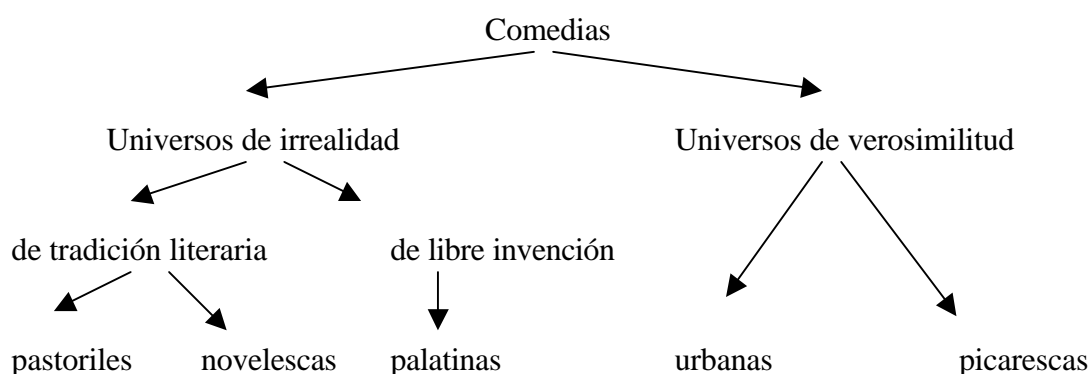 Comedias
Universos de irrealidad Universos de verosimilitud
de tradición literaria de libre invención
pastoriles novelescas palatinas urbanas picarescas